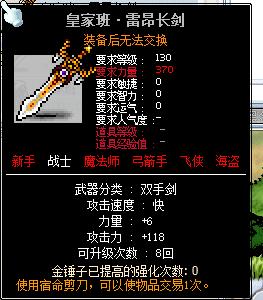 皇家班·雷昂长剑
装备后无法交换
要求等级: 130
要求力量: 370
要求敏捷: 0
要求智力: 0
要求运气: 0
要求人气度: -
道具等级: -
道具经验值: -
新手 战士 魔法师 弓箭手 飞侠 海盗
武器分类: 双手剑
攻击速度: 快
力量: +6
攻击力: +118
可升级次数: 8回
金锤子已提高的强化次数: 0
使用宿命剪刀,可以使物品交易1次。